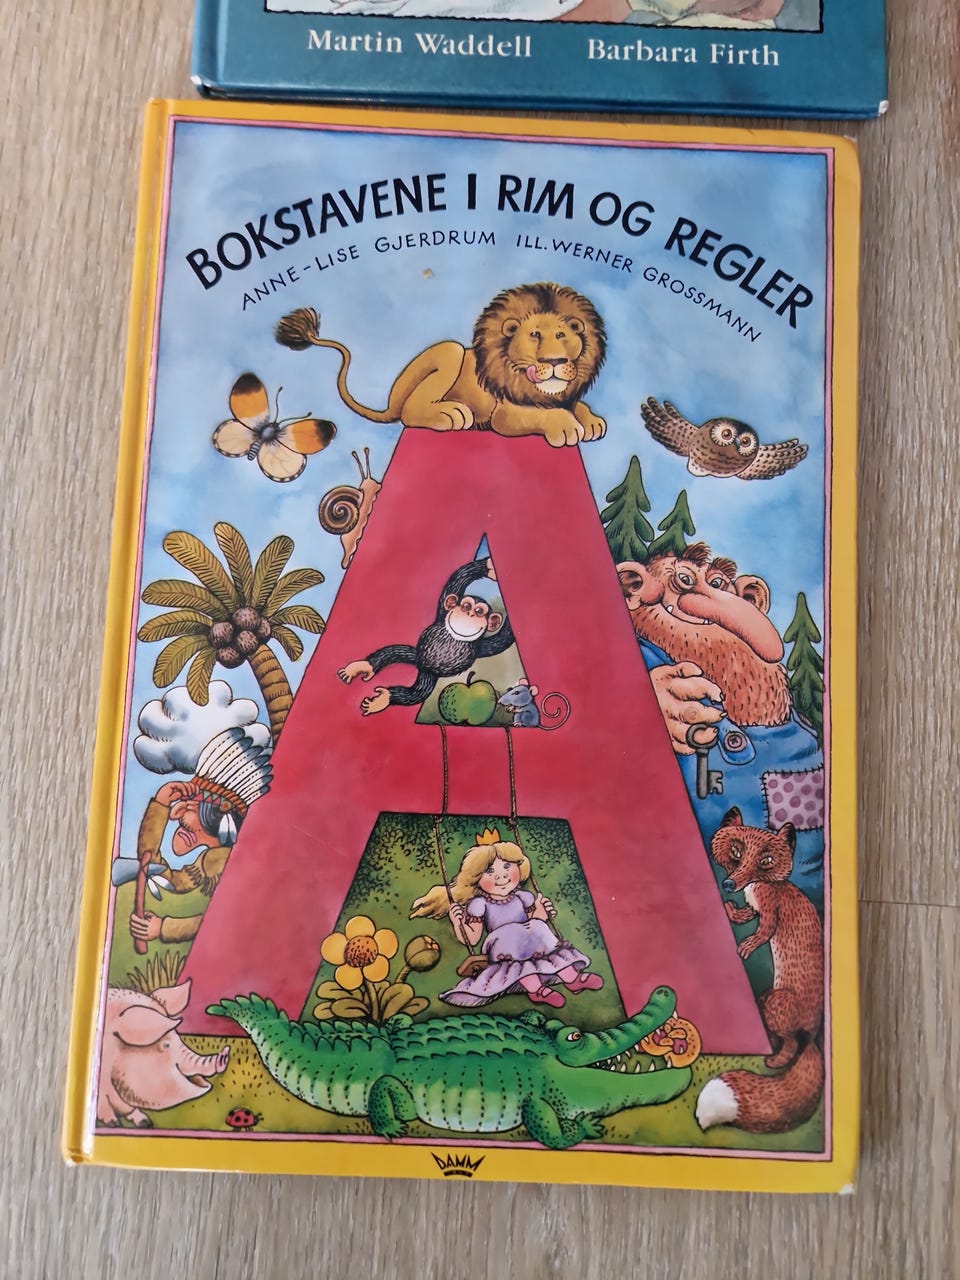 Martin Waddell Barbara Firth
BOKSTAVENE I RIM OG REGLER
ANNE-LISE GJERDRUM ILL. WERNER GROSSMANN
DAMM